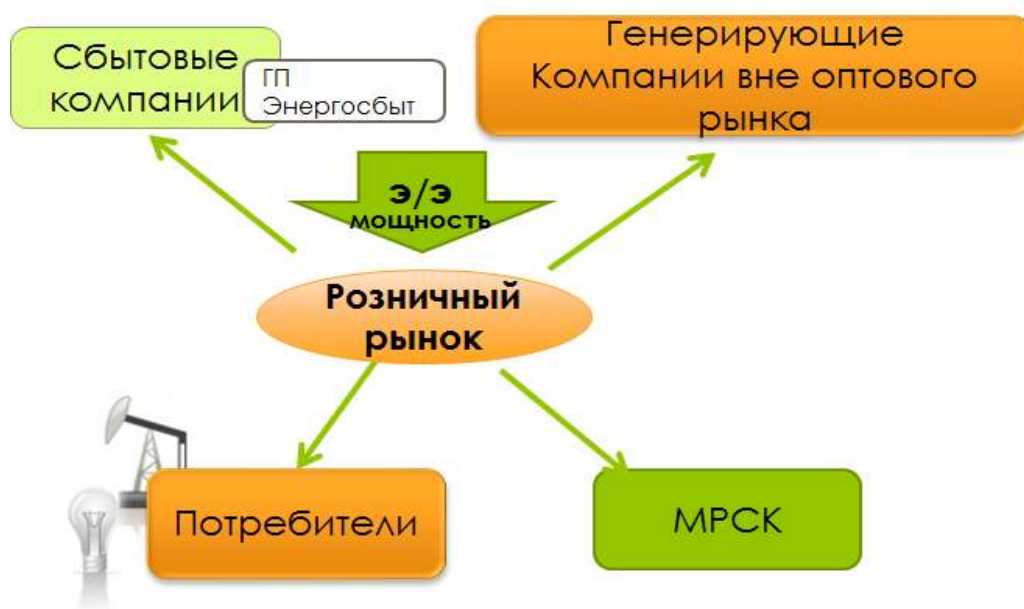 Сбытовые
компании
ГП
Энергосбыт
Генерирующие
Компании вне оптового
рынка
э/э
мощность
Розничный
рынок
Потребители
МРСК